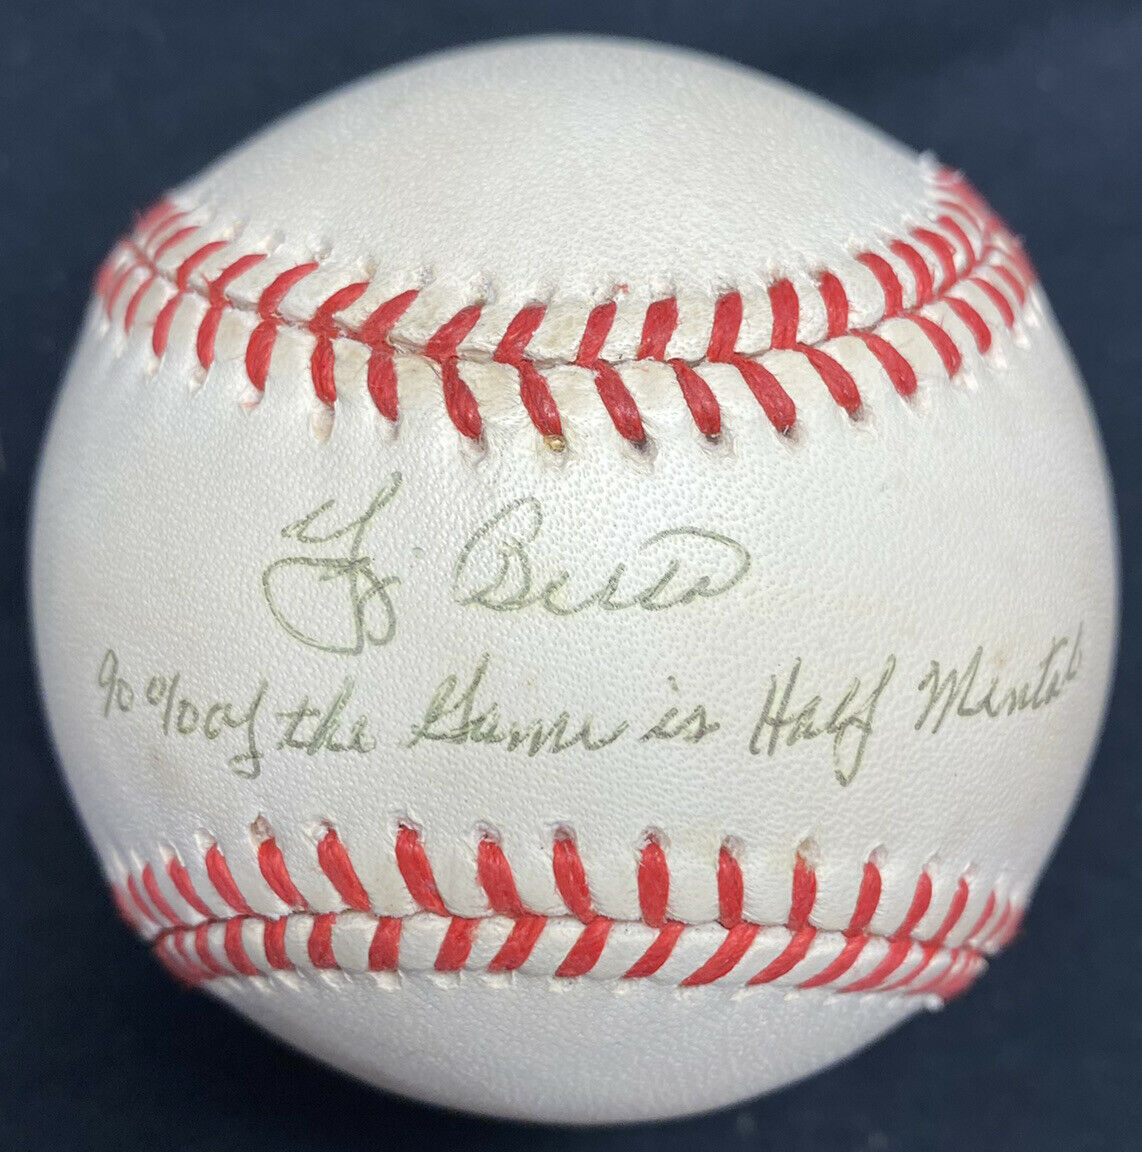 Yogi Berra
90% of the Game is Half Mental